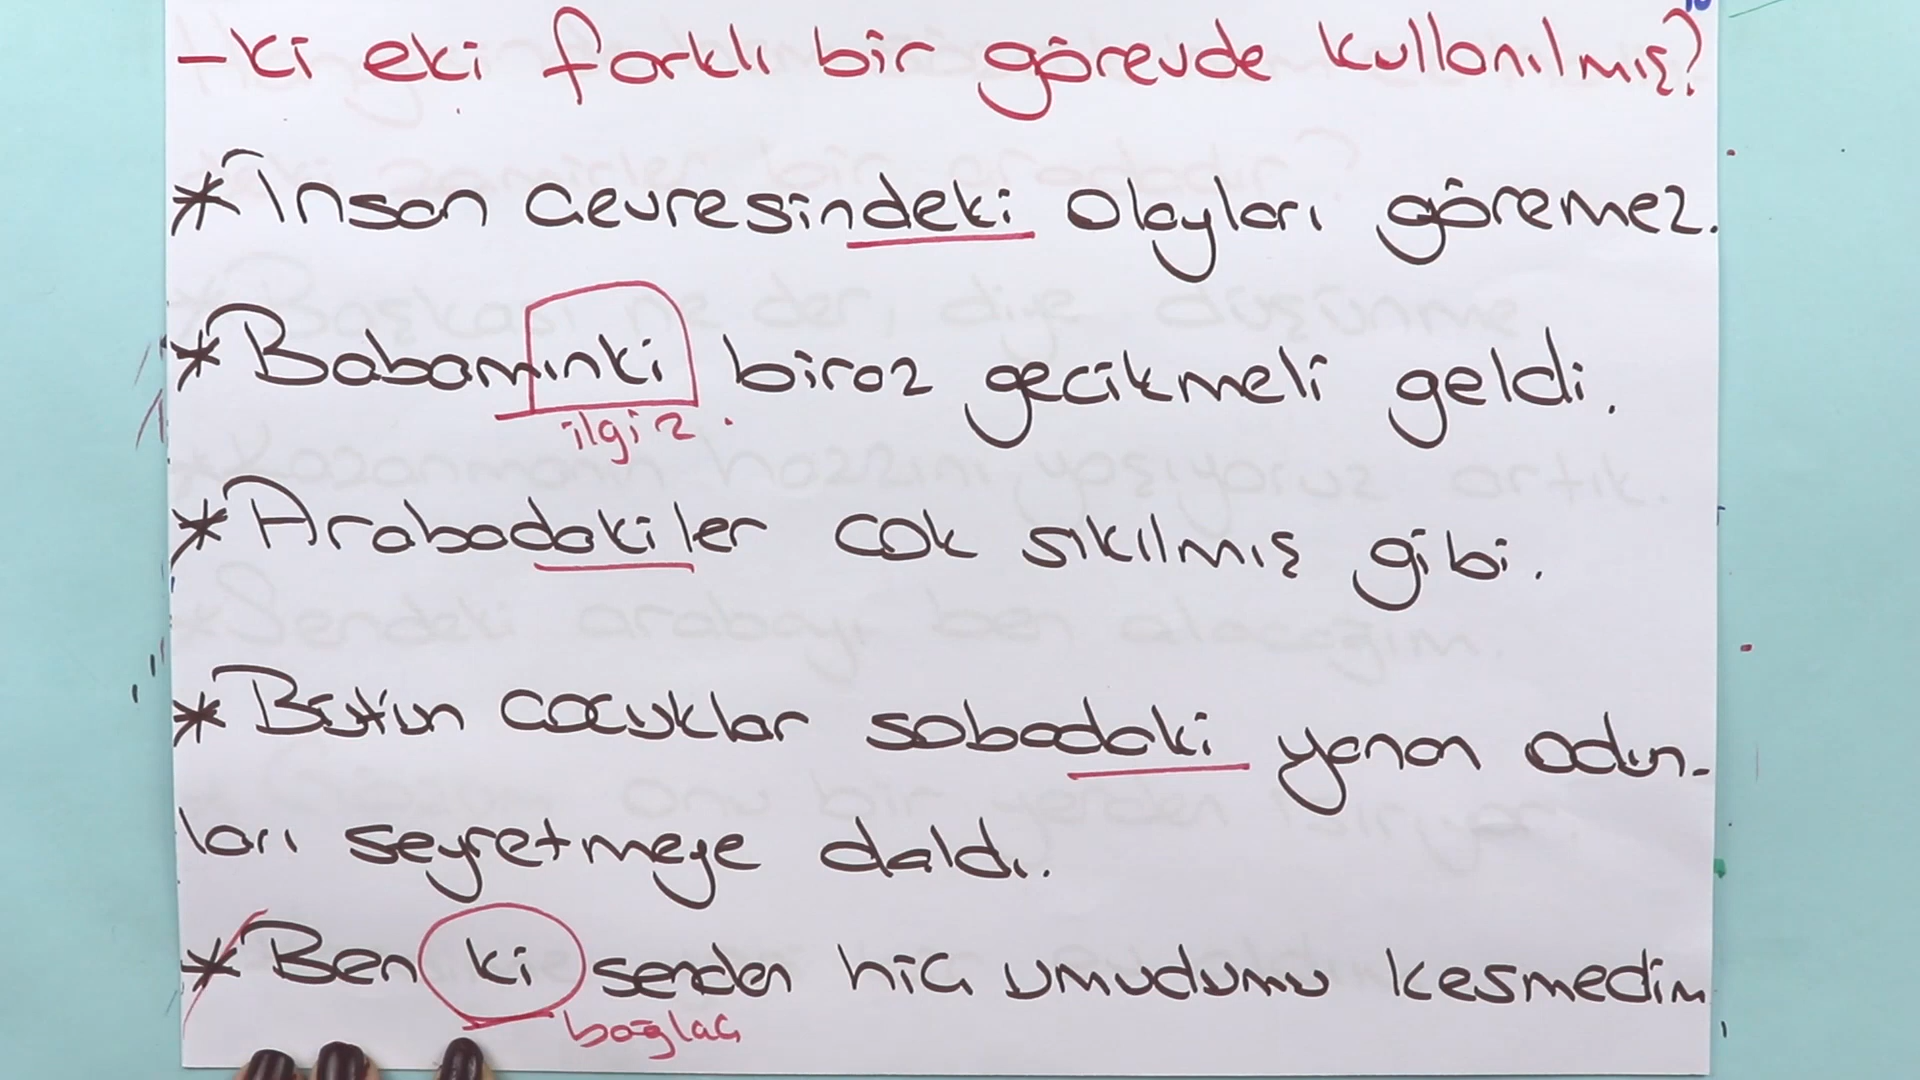 -ki eki farklı bir görevde kullanılmış?
* İnsan çevresindeki olayları göremez.
* Babamınki biraz gecikmeli geldi.
ilgi z.
* Arabadakiler çok sıkılmış gibi.
* Bütün çocuklar sobadaki yanan odun-
ları seyretmeye daldı.
* Ben ki senden hiç umudumu kesmedim
bağlaç